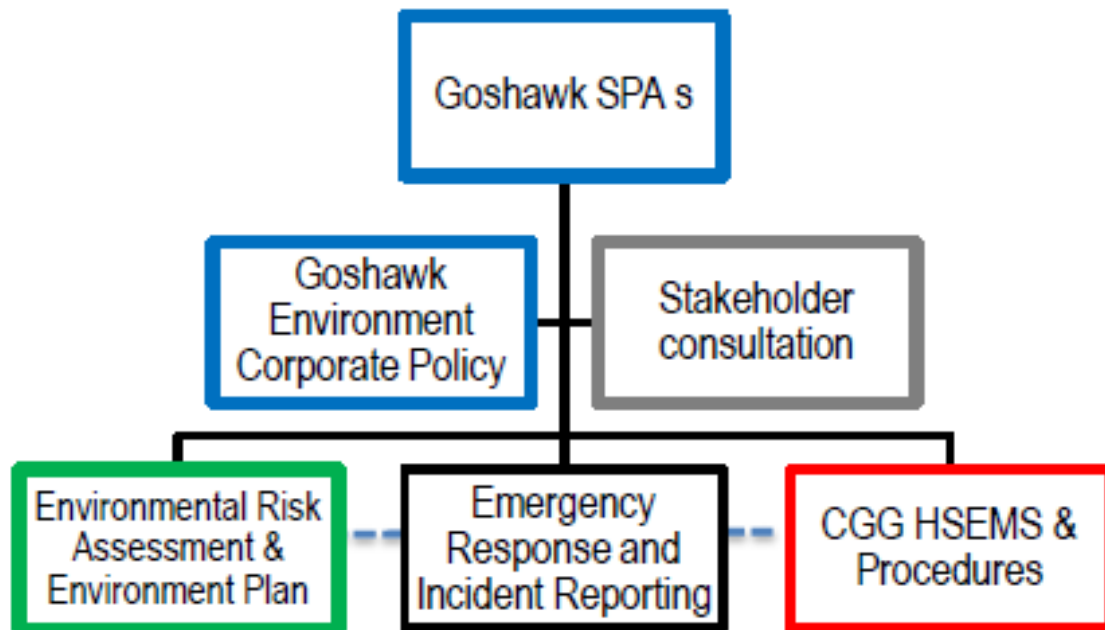 Goshawk SPA s
Goshawk
Environment
Corporate Policy
Stakeholder
consultation
Environmental Risk
Assessment &
Environment Plan
Emergency
Response and
Incident Reporting
CGG HSEMS &
Procedures